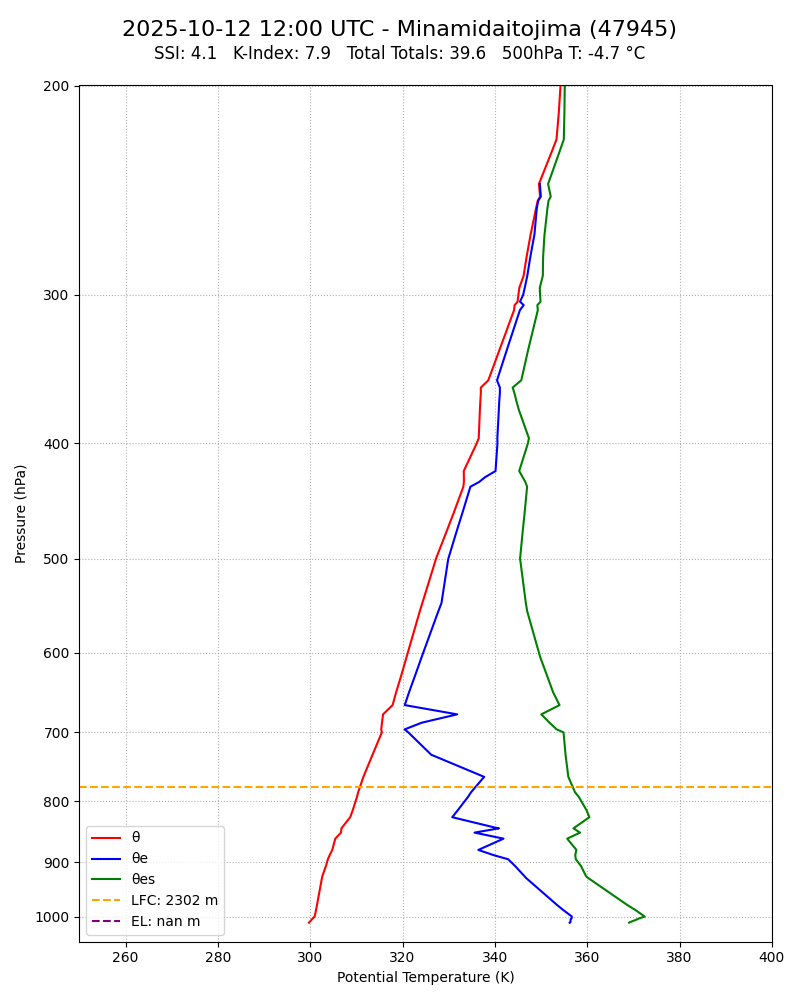 2025-10-12 12:00 UTC - Minamidaitojima (47945)
SSI: 4.1 K-Index: 7.9 Total Totals: 39.6 500hPa T: -4.7 °C
200
300
400
500
600
700
800
900
1000
Pressure (hPa)
θ
θe
θes
LFC: 2302 m
EL: nan m
260 280 300 320 340 360 380 400
Potential Temperature (K)